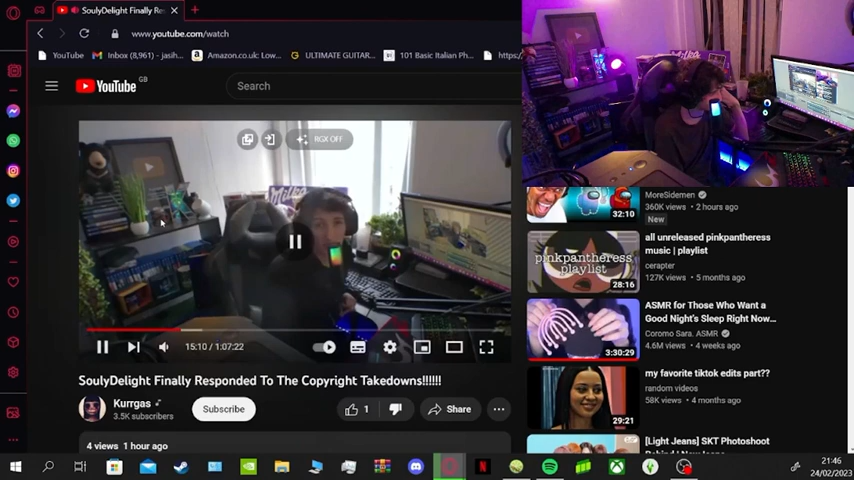 SoulyDelight Finally Res
www.youtube.com/watch
YouTube
Inbox (8,961) - jasih...
Amazon.co.uk: Low...
ULTIMATE GUITAR...
101 Basic Italian Ph...
https:/
YouTube GB
Search
RGX OFF
Milka
15:10 / 1:07:22
SoulyDelight Finally Responded To The Copyright Takedowns!!!!!!
Kurrgas
3.5K subscribers
Subscribe
1
Share
4 views 1 hour ago
32:10
MoreSidemen
360K views • 2 hours ago
New
pinkpantheress
playlist
28:16
all unreleased pinkpantheress
music | playlist
cerapter
127K views • 5 months ago
3:30:29
ASMR for Those Who Want a
Good Night's Sleep Right Now...
Coromo Sara. ASMR
4.6M views • 4 weeks ago
29:21
my favorite tiktok edits part??
random videos
58K views • 4 months ago
[Light Jeans] SKT Photoshoot
21:46
24/02/2023